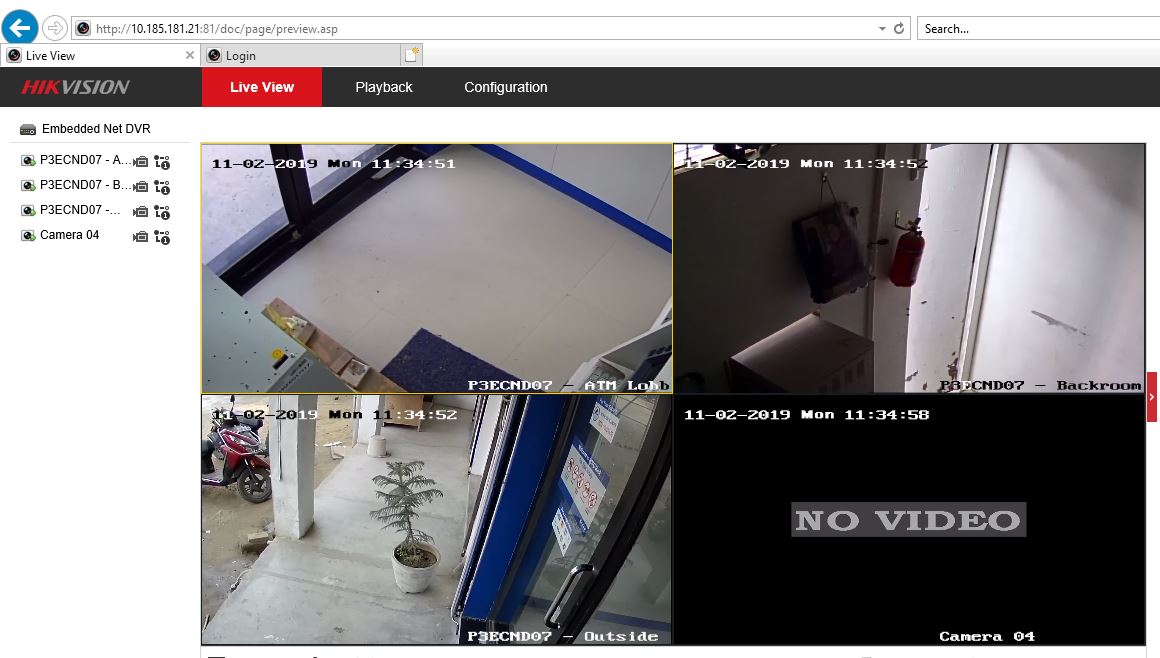 http://10.185.181.21:81/doc/page/preview.asp
Search...
Live View
Login
HIKVISION
Live View
Playback
Configuration
Embedded Net DVR
P3ECND07 - A...
P3ECND07 - B...
P3ECND07 -...
Camera 04
11-02-2019 Mon 11:34:51
P3ECND07 - ATM Lobb
11-02-2019 Mon 11:34:52
P3ECND07 - Backroom
11-02-2019 Mon 11:34:52
P3ECND07 - Outside
11-02-2019 Mon 11:34:58
NO VIDEO
Camera 04